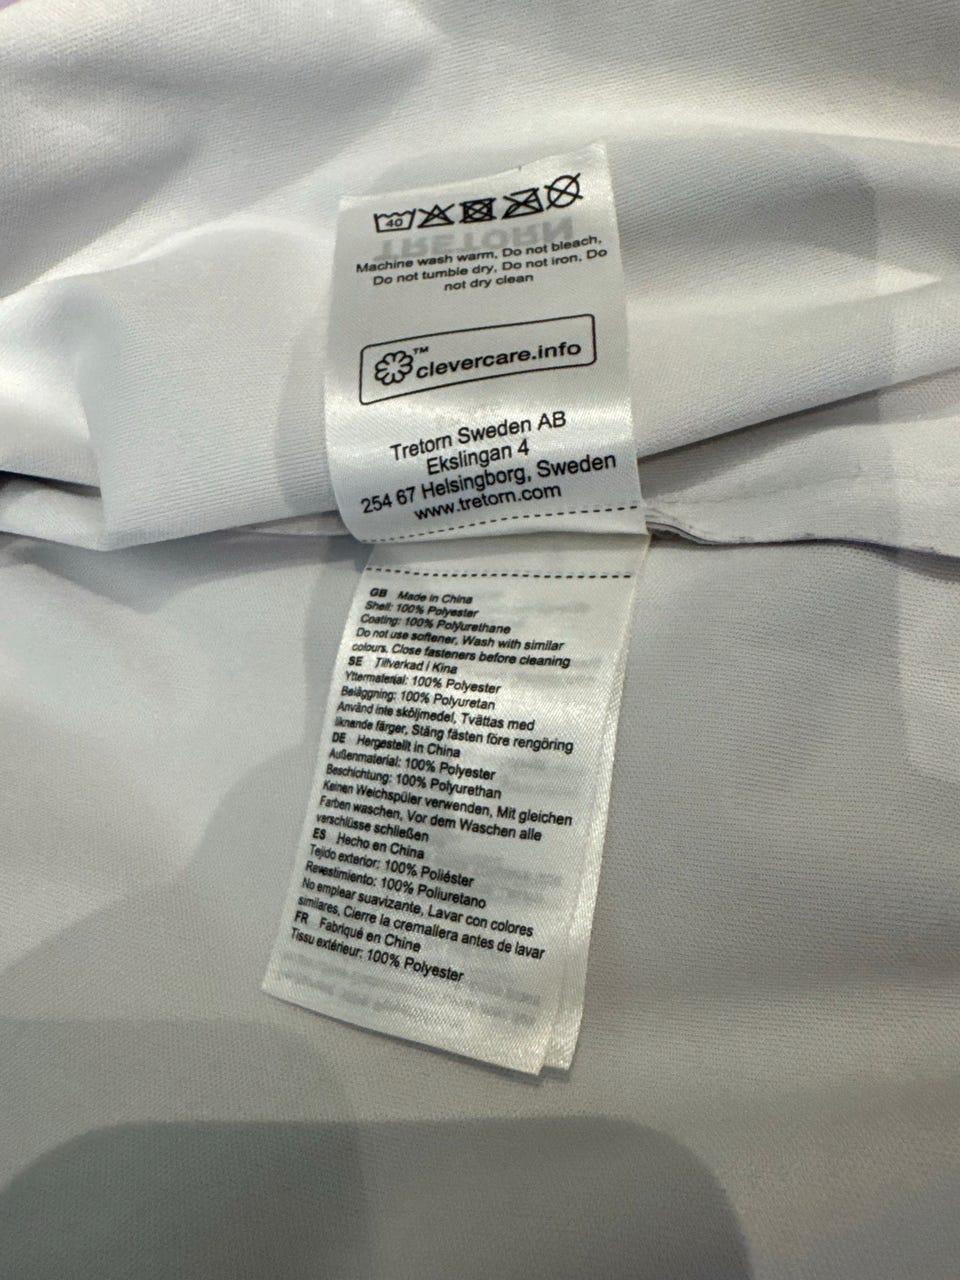 40
TRETORN
Machine wash warm, Do not bleach,
Do not tumble dry, Do not iron, Do
not dry clean
™
clevercare.info
Tretorn Sweden AB
Ekslingan 4
254 67 Helsingborg, Sweden
www.tretorn.com
GB Made in China
Shell: 100% Polyester
Coating: 100% Polyurethane
Do not use softener, Wash with similar
colours, Close fasteners before cleaning
SE Tillverkad i Kina
Yttermaterial: 100% Polyester
Beläggning: 100% Polyuretan
Använd inte sköljmedel, Tvättas med
liknande färger, Stäng fästen före rengöring
DE Hergestellt in China
Außenmaterial: 100% Polyester
Beschichtung: 100% Polyurethan
Keinen Weichspüler verwenden, Mit gleichen
Farben waschen, Vor dem Waschen alle
verschlüsse schließen
ES Hecho en China
Tejido exterior: 100% Poliéster
Revestimiento: 100% Poliuretano
No emplear suavizante, Lavar con colores
similares, Cierre la cremallera antes de lavar
FR Fabriqué en Chine
Tissu extérieur: 100% Polyester